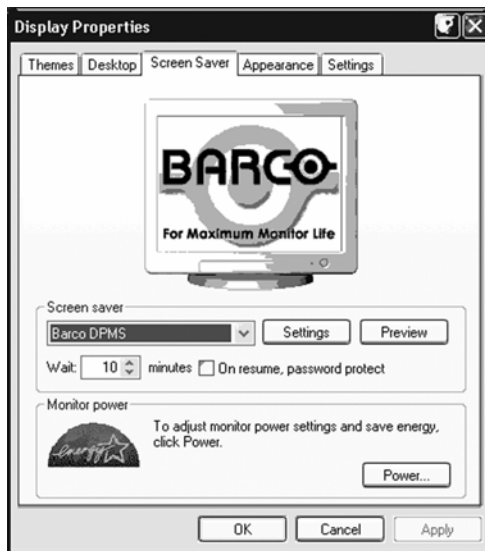 Display Properties
Themes Desktop Screen Saver Appearance Settings
BARCO
For Maximum Monitor Life
Screen saver
Barco DPMS Settings Preview
Wait: 10 minutes On resume, password protect
Monitor power
energy
To adjust monitor power settings and save energy,
click Power.
Power...
OK Cancel Apply